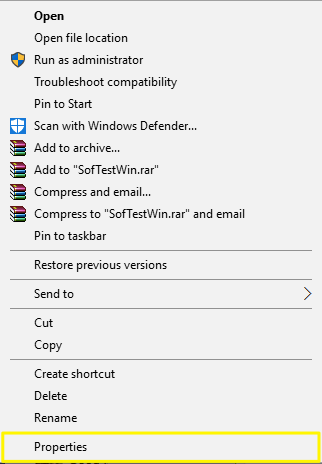 Open
Open file location
Run as administrator
Troubleshoot compatibility
Pin to Start
Scan with Windows Defender...
Add to archive...
Add to "SofTestWin.rar"
Compress and email...
Compress to "SofTestWin.rar" and email
Pin to taskbar
Restore previous versions
Send to
Cut
Copy
Create shortcut
Delete
Rename
Properties